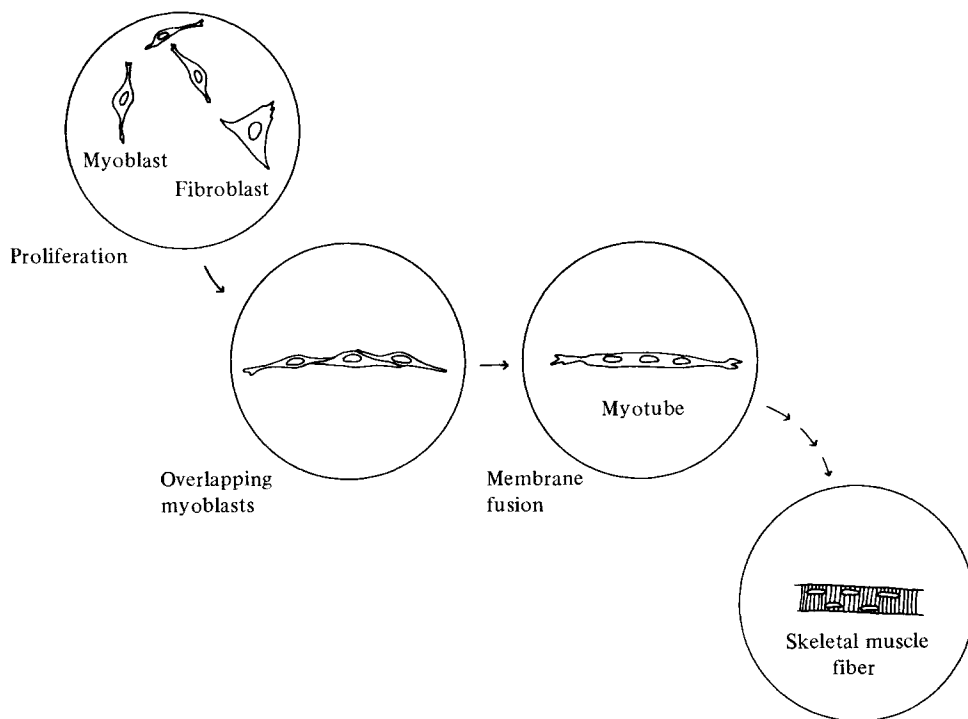 Myoblast
Fibroblast
Proliferation
Overlapping
myoblasts
Membrane
fusion
Myotube
Skeletal muscle
fiber